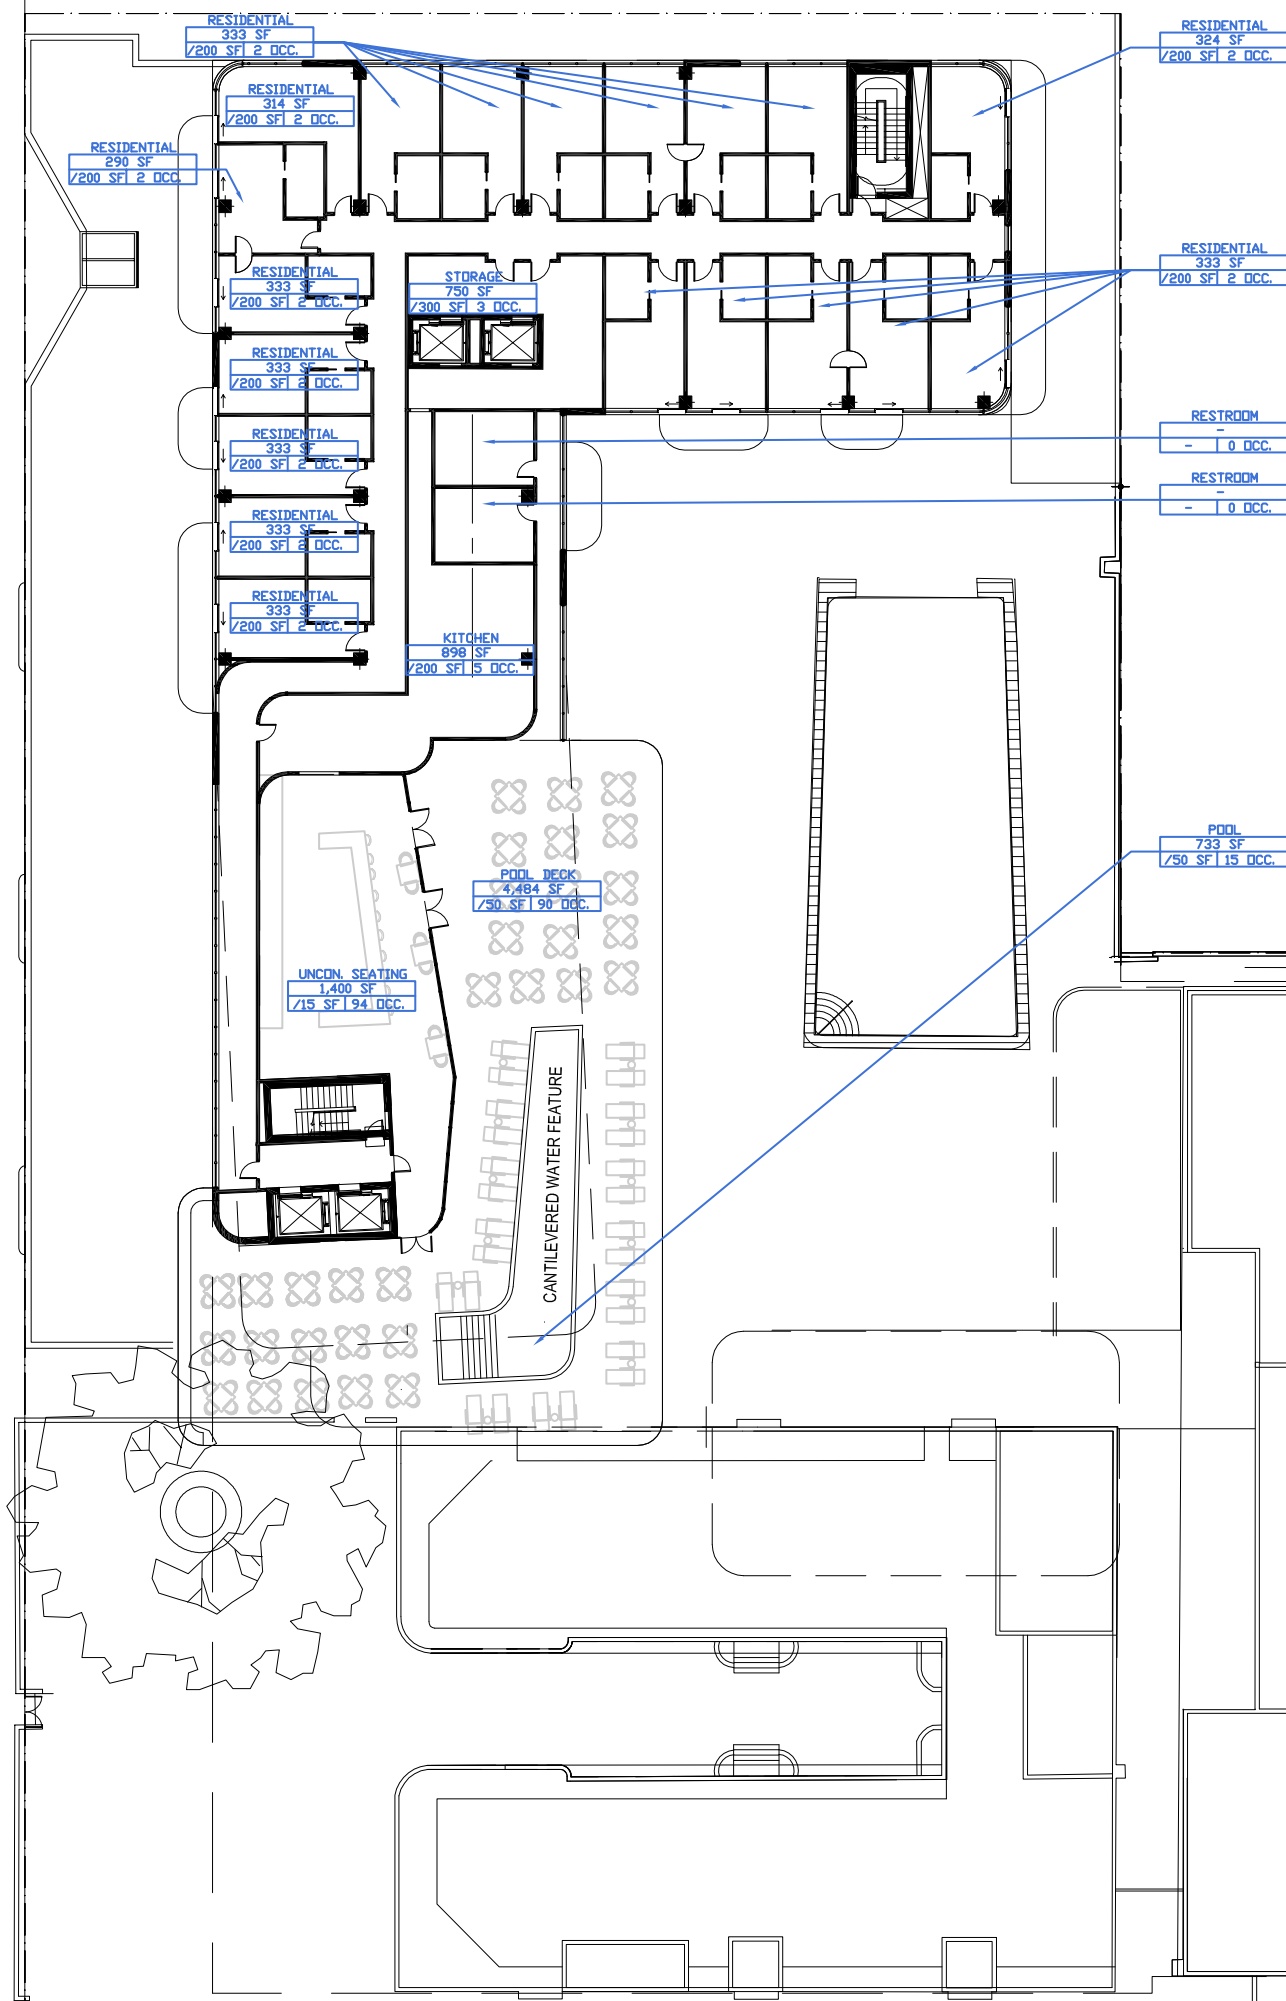 RESIDENTIAL
333 SF
/200 SF 2 OCC.
RESIDENTIAL
324 SF
/200 SF 2 OCC.
RESIDENTIAL
314 SF
/200 SF 2 OCC.
RESIDENTIAL
290 SF
/200 SF 2 OCC.
RESIDENTIAL
333 SF
/200 SF 2 OCC.
RESIDENTIAL
333 SF
/200 SF 2 OCC.
STORAGE
750 SF
/300 SF 3 OCC.
RESIDENTIAL
333 SF
/200 SF 2 OCC.
RESTROOM
-
- 0 OCC.
RESIDENTIAL
333 SF
/200 SF 2 OCC.
RESTROOM
-
- 0 OCC.
RESIDENTIAL
333 SF
/200 SF 2 OCC.
RESIDENTIAL
333 SF
/200 SF 2 OCC.
KITCHEN
898 SF
/200 SF 5 OCC.
POOL
733 SF
/50 SF 15 OCC.
POOL DECK
4,484 SF
/50 SF 90 OCC.
UNCON. SEATING
1,400 SF
/15 SF 94 OCC.
CANTILEVERED WATER FEATURE